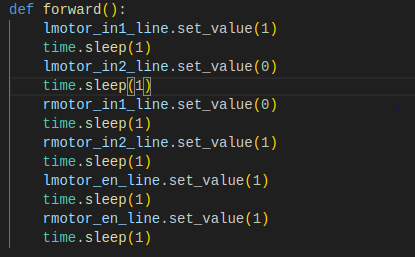 def forward():
    lmotor_in1_line.set_value(1)
    time.sleep(1)
    lmotor_in2_line.set_value(0)
    time.sleep(1)
    rmotor_in1_line.set_value(0)
    time.sleep(1)
    rmotor_in2_line.set_value(1)
    time.sleep(1)
    lmotor_en_line.set_value(1)
    time.sleep(1)
    rmotor_en_line.set_value(1)
    time.sleep(1)